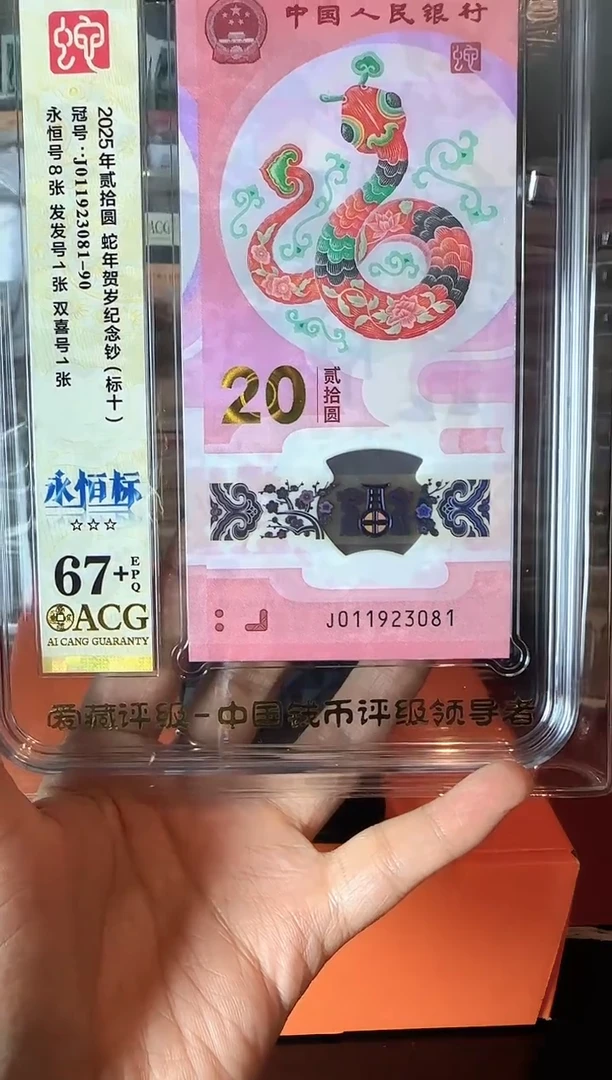 蛇
2025年贰拾圆 蛇年贺岁纪念钞(标十)
冠号:J011923081-90
永恒号8张 发发号1张 双喜号1张
永恒标
☆☆☆
67+EPQ
ACG
AI CANG GUARANTY
中国人民银行
蛇
20
贰拾圆
J011923081
爱藏评级-中国钱币评级领导者
ACG